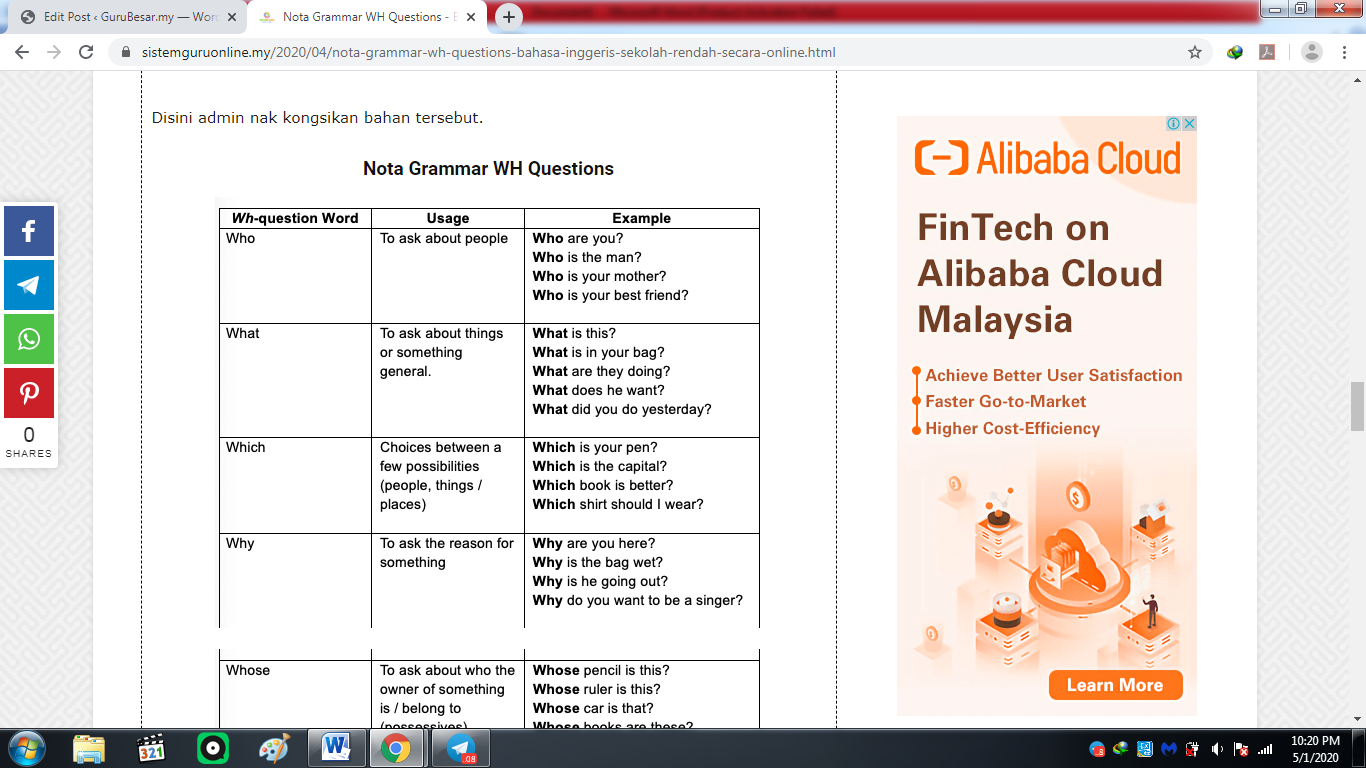 Edit Post ‹ GuruBesar.my — Word
Nota Grammar WH Questions - B
sistemguruonline.my/2020/04/nota-grammar-wh-questions-bahasa-inggeris-sekolah-rendah-secara-online.html
Disini admin nak kongsikan bahan tersebut.
Nota Grammar WH Questions
Wh-question Word Usage Example
Who To ask about people Who are you?
Who is the man?
Who is your mother?
Who is your best friend?
What To ask about things What is this?
or something What is in your bag?
general. What are they doing?
What does he want?
What did you do yesterday?
Which Choices between a Which is your pen?
few possibilities Which is the capital?
(people, things / Which book is better?
places) Which shirt should I wear?
Why To ask the reason for Why are you here?
something Why is the bag wet?
Why is he going out?
Why do you want to be a singer?
Whose To ask about who the Whose pencil is this?
owner of something Whose ruler is this?
is / belong to Whose car is that?
(possessives) Whose books are these?
0
SHARES
Alibaba Cloud
FinTech on
Alibaba Cloud
Malaysia
Achieve Better User Satisfaction
Faster Go-to-Market
Higher Cost-Efficiency
Learn More
321
.08
10:20 PM
5/1/2020